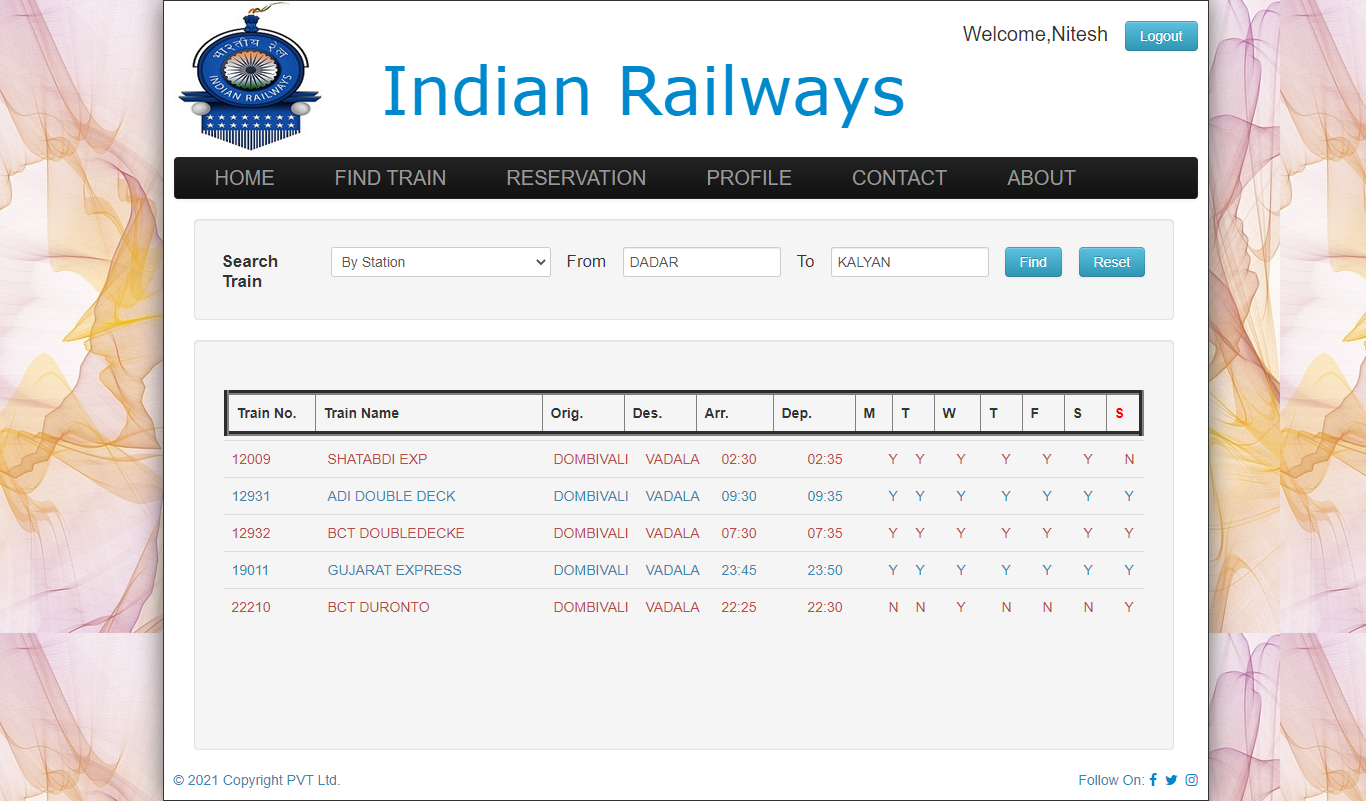 भारतीय रेल
INDIAN RAILWAYS
Welcome,Nitesh Logout
Indian Railways
HOME FIND TRAIN RESERVATION PROFILE CONTACT ABOUT
Search Train By Station From DADAR To KALYAN Find Reset
Train No. Train Name Orig. Des. Arr. Dep. M T W T F S S
12009 SHATABDI EXP DOMBIVALI VADALA 02:30 02:35 Y Y Y Y Y Y N
12931 ADI DOUBLE DECK DOMBIVALI VADALA 09:30 09:35 Y Y Y Y Y Y Y
12932 BCT DOUBLEDECKE DOMBIVALI VADALA 07:30 07:35 Y Y Y Y Y Y Y
19011 GUJARAT EXPRESS DOMBIVALI VADALA 23:45 23:50 Y Y Y Y Y Y Y
22210 BCT DURONTO DOMBIVALI VADALA 22:25 22:30 N N Y N N N Y
© 2021 Copyright PVT Ltd. Follow On: